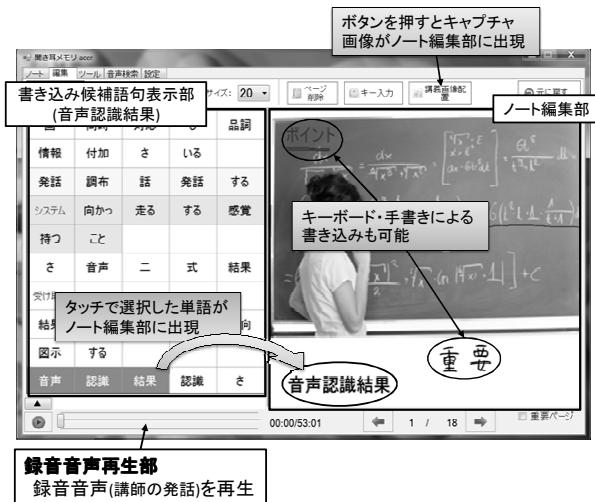 ボタンを押すとキャプチャ
画像がノート編集部に出現
聞き耳メモリ acer
ノート 編集 ツール 音声検索 設定
イズ: 20
ページ
削除
キー入力
講義画像配
置
元に戻す
書き込み候補語句表示部
(音声認識結果)
ノート編集部
品詞
情報 付加 さ いる
発話 調布 話 発話 する
システム 向かっ 走る する 感覚
持つ こと
さ 音声 二 式 結果
図示 する
音声 認識 結果 認識 さ
ポイント
キーボード・手書きによる
書き込みも可能
タッチで選択した単語が
ノート編集部に出現
重要
音声認識結果
00:00/53:01
1 / 18
重要ページ
録音音声再生部
録音音声(講師の発話)を再生